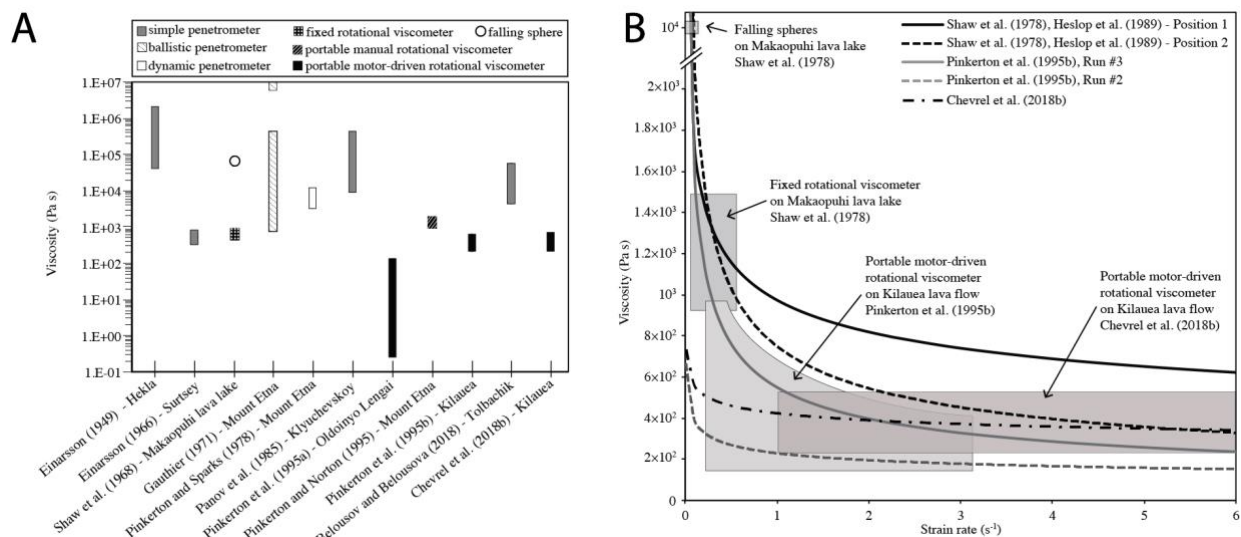 A
simple penetrometer
ballistic penetrometer
dynamic penetrometer
fixed rotational viscometer
portable manual rotational viscometer
portable motor-driven rotational viscometer
falling sphere
Viscosity (Pa s)
1.E+07
1.E+06
1.E+05
1.E+04
1.E+03
1.E+02
1.E+01
1.E+00
1.E-01
Einarsson (1949) - Hekla
Einarsson (1966) - Surtsey
Shaw et al. (1968) - Makaopuhi lava lake
Gauthier (1971) - Mount Etna
Pinkerton and Sparks (1978) - Mount Etna
Panov et al. (1985) - Klyuchevskoy
Pinkerton et al. (1995a) - Oldoinyo Lengai
Pinkerton and Norton (1995) - Mount Etna
Pinkerton et al. (1995b) - Kilauea
Belousov and Belousova (2018) - Tolbachik
Chevrel et al. (2018b) - Kilauea
B
Viscosity (Pa s)
10⁴
2×10³
1.8×10³
1.6×10³
1.4×10³
1.2×10³
10³
8×10²
6×10²
4×10²
2×10²
0
Falling spheres
on Makaopuhi lava lake
Shaw et al. (1978)
Shaw et al. (1978), Heslop et al. (1989) - Position 1
Shaw et al. (1978), Heslop et al. (1989) - Position 2
Pinkerton et al. (1995b), Run #3
Pinkerton et al. (1995b), Run #2
Chevrel et al. (2018b)
Fixed rotational viscometer
on Makaopuhi lava lake
Shaw et al. (1978)
Portable motor-driven
rotational viscometer
on Kilauea lava flow
Pinkerton et al. (1995b)
Portable motor-driven
rotational viscometer
on Kilauea lava flow
Chevrel et al. (2018b)
0 1 2 3 4 5 6
Strain rate (s⁻¹)